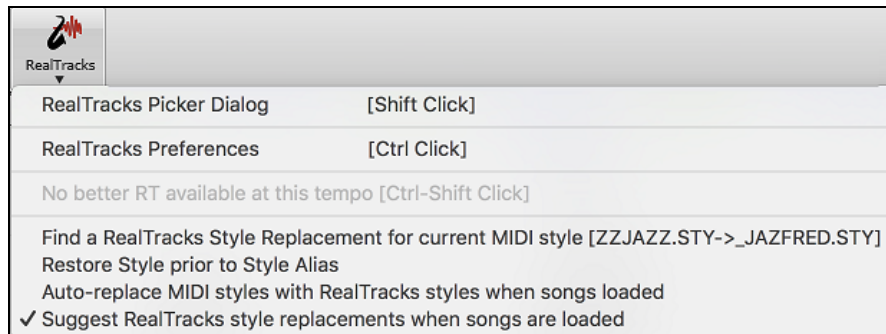 RealTracks
RealTracks Picker Dialog [Shift Click]
RealTracks Preferences [Ctrl Click]
No better RT available at this tempo [Ctrl-Shift Click]
Find a RealTracks Style Replacement for current MIDI style [ZZJAZZ.STY->_JAZFRED.STY]
Restore Style prior to Style Alias
Auto-replace MIDI styles with RealTracks styles when songs loaded
✓ Suggest RealTracks style replacements when songs are loaded